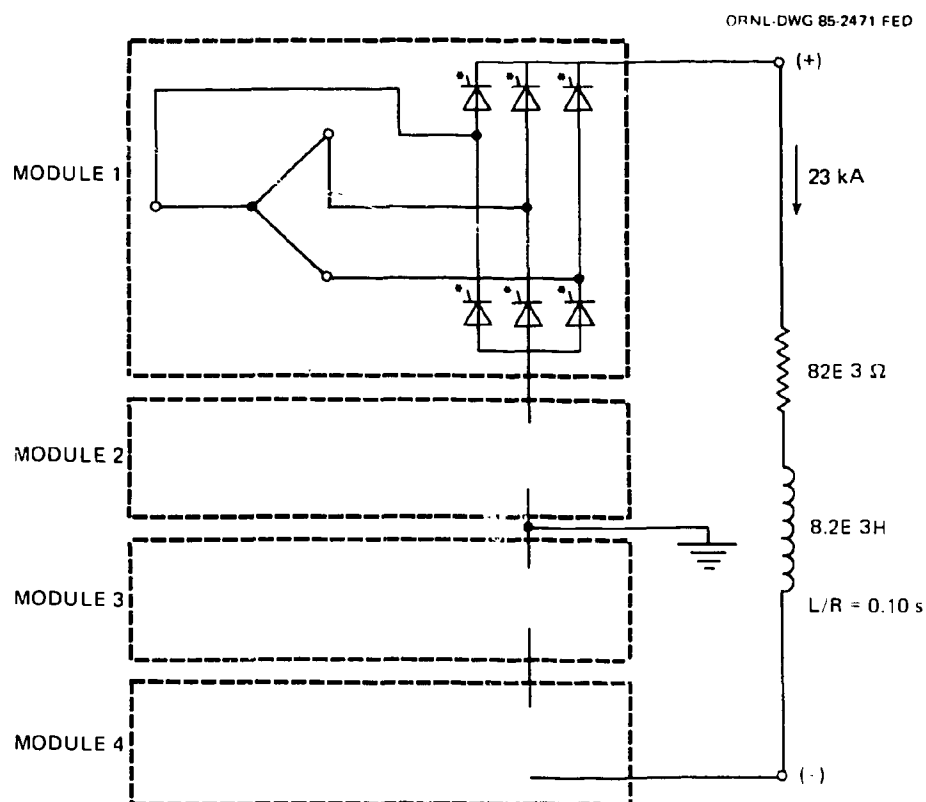 ORNL-DWG 85-2471 FED
(+)
MODULE 1
23 kA
82E 3 Ω
MODULE 2
8.2E 3H
MODULE 3
L/R = 0.10 s
MODULE 4
(-)